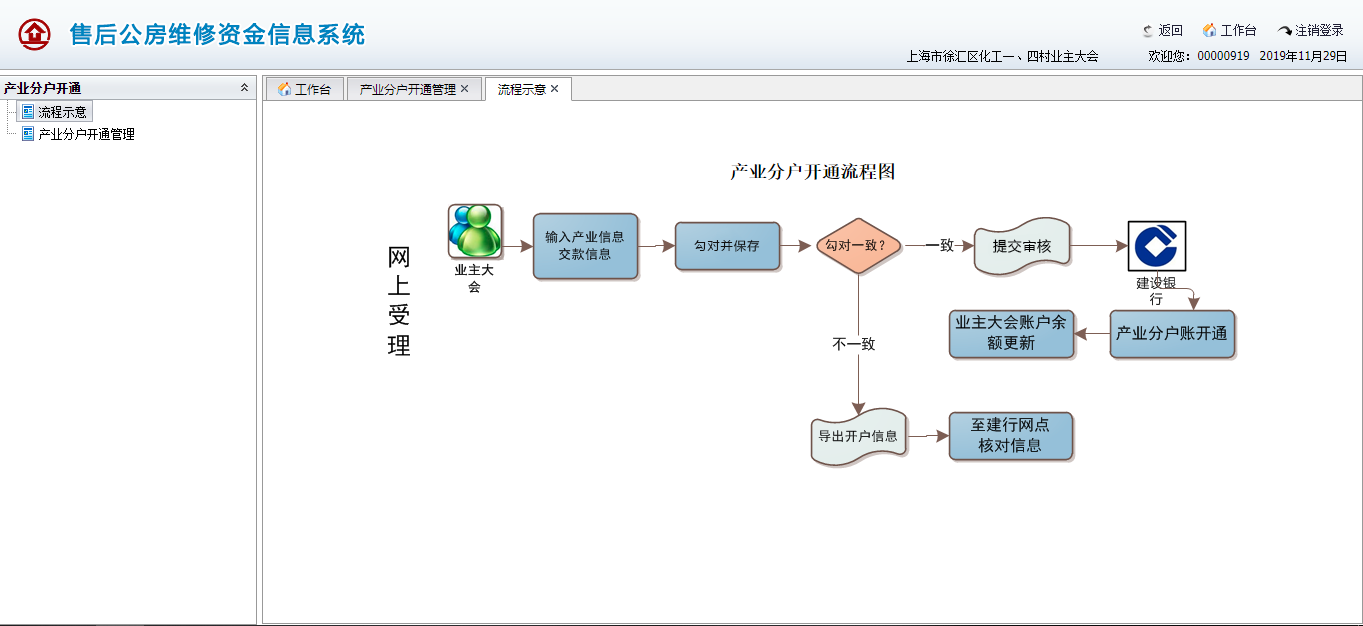 售后公房维修资金信息系统
返回 工作台 注销登录
上海市徐汇区化工一、四村业主大会 欢迎您: 00000919 2019年11月29日
产业分户开通
流程示意
产业分户开通管理
工作台 产业分户开通管理 流程示意
产业分户开通流程图
网上受理
业主大
会
输入产业信息
交款信息
勾对并保存
勾对一致?
一致
提交审核
建设银
行
产业分户账开通
业主大会账户余
额更新
不一致
导出开户信息
至建行网点
核对信息